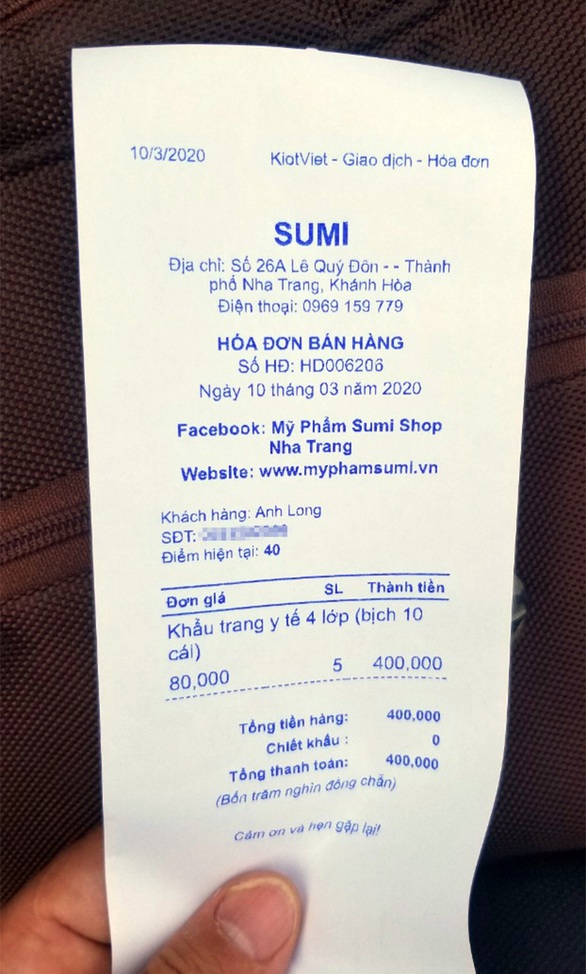 10/3/2020 KiotViet - Giao dịch - Hóa đơn
SUMI
Địa chỉ: Số 26A Lê Quý Đôn - - Thành
phố Nha Trang, Khánh Hòa
Điện thoại: 0969 159 779
HÓA ĐƠN BÁN HÀNG
Số HĐ: HD006206
Ngày 10 tháng 03 năm 2020
Facebook: Mỹ Phẩm Sumi Shop
Nha Trang
Website: www.myphamsumi.vn
Khách hàng: Anh Long
SĐT:
Điểm hiện tại: 40
Đơn giá SL Thành tiền
Khẩu trang y tế 4 lớp (bịch 10
cái)
80,000 5 400,000
Tổng tiền hàng: 400,000
Chiết khấu : 0
Tổng thanh toán: 400,000
(Bốn trăm nghìn đồng chẵn)
Cảm ơn và hẹn gặp lại!